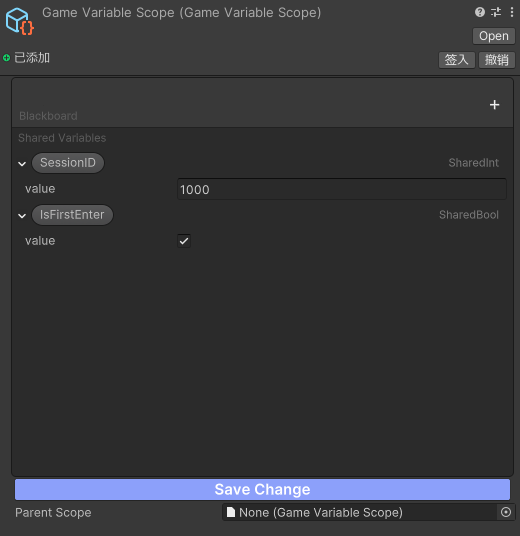 Game Variable Scope (Game Variable Scope)
Open
已添加
签入
撤销
Blackboard
Shared Variables
SessionID
SharedInt
value
1000
IsFirstEnter
SharedBool
value
Save Change
Parent Scope
None (Game Variable Scope)